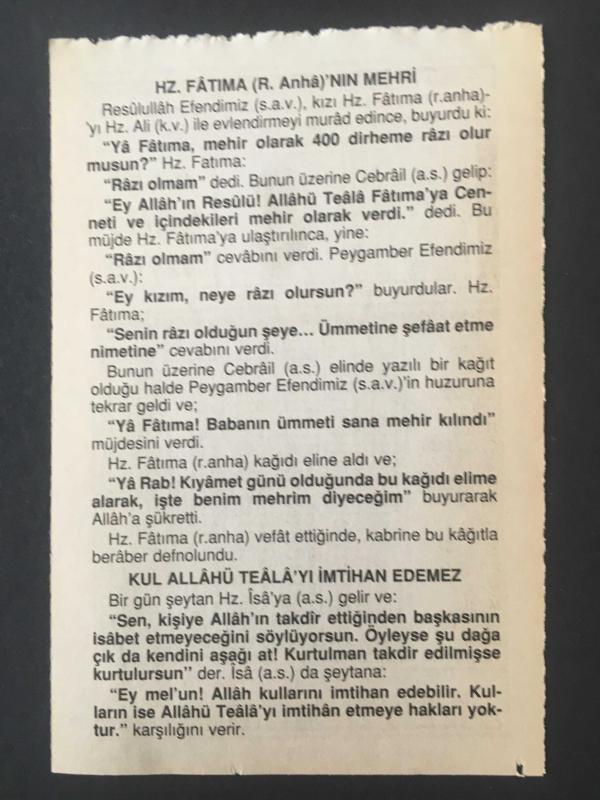 HZ. FÂTIMA (R. Anhâ)'NIN MEHRİ
Resûlullâh Efendimiz (s.a.v.), kızı Hz. Fâtıma (r.anha)-
'yı Hz. Ali (k.v.) ile evlendirmeyi murâd edince, buyurdu ki:
“Yâ Fâtıma, mehir olarak 400 dirheme râzı olur
musun?” Hz. Fatıma:
“Râzı olmam” dedi. Bunun üzerine Cebrâil (a.s.) gelip:
“Ey Allâh'ın Resûlü! Allâhü Teâlâ Fâtıma'ya Cen-
neti ve içindekileri mehir olarak verdi.” dedi. Bu
müjde Hz. Fâtıma'ya ulaştırılınca, yine:
“Râzı olmam” cevâbını verdi. Peygamber Efendimiz
(s.a.v.):
“Ey kızım, neye râzı olursun?” buyurdular. Hz.
Fâtıma;
“Senin râzı olduğun şeye... Ümmetine şefâat etme
nimetine” cevabını verdi.
Bunun üzerine Cebrâil (a.s.) elinde yazılı bir kağıt
olduğu halde Peygamber Efendimiz (s.a.v.)'in huzuruna
tekrar geldi ve;
“Yâ Fâtıma! Babanın ümmeti sana mehir kılındı”
müjdesini verdi.
Hz. Fâtıma (r.anha) kağıdı eline aldı ve;
“Yâ Rab! Kıyâmet günü olduğunda bu kağıdı elime
alarak, işte benim mehrim diyeceğim” buyurarak
Allâh'a şükretti.
Hz. Fâtıma (r.anha) vefât ettiğinde, kabrine bu kâğıtla
berâber defnolundu.
KUL ALLÂHÜ TEÂLÂ'YI İMTİHAN EDEMEZ
Bir gün şeytan Hz. Îsâ'ya (a.s.) gelir ve:
“Sen, kişiye Allâh'ın takdîr ettiğinden başkasının
isâbet etmeyeceğini söylüyorsun. Öyleyse şu dağa
çık da kendini aşağı at! Kurtulman takdir edilmişse
kurtulursun” der. Îsâ (a.s.) da şeytana:
“Ey mel'un! Allâh kullarını imtihan edebilir. Kul-
ların ise Allâhü Teâlâ'yı imtihân etmeye hakları yok-
tur.” karşılığını verir.